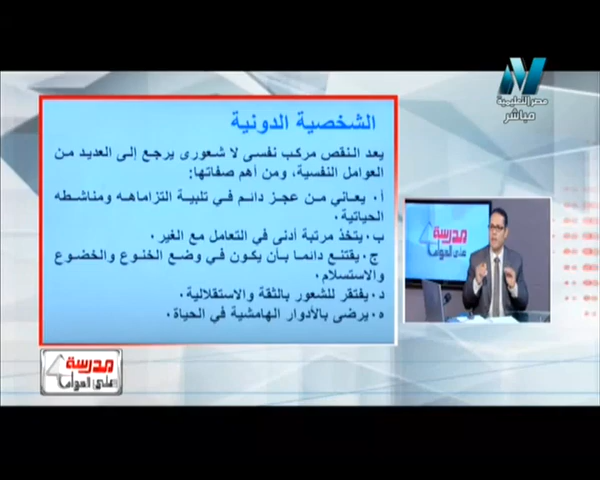 مصر التعليمية
مباشر
الشخصية الدونية
يعد النقص مركب نفسى لا شعورى يرجع إلى العديد من
العوامل النفسية، ومن أهم صفاتها:
أ. يعاني من عجز دائم في تلبية التزاماهه ومناشطه
الحياتية.
ب. يتخذ مرتبة أدنى في التعامل مع الغير.
ج. يقتنع دائما بأن يكون في وضع الخنوع والخضوع
والاستسلام.
د. يفتقر للشعور بالثقة والاستقلالية.
ه. يرضى بالأدوار الهامشية في الحياة.
مدرسة
على الهواء
مدرسة
على الهواء